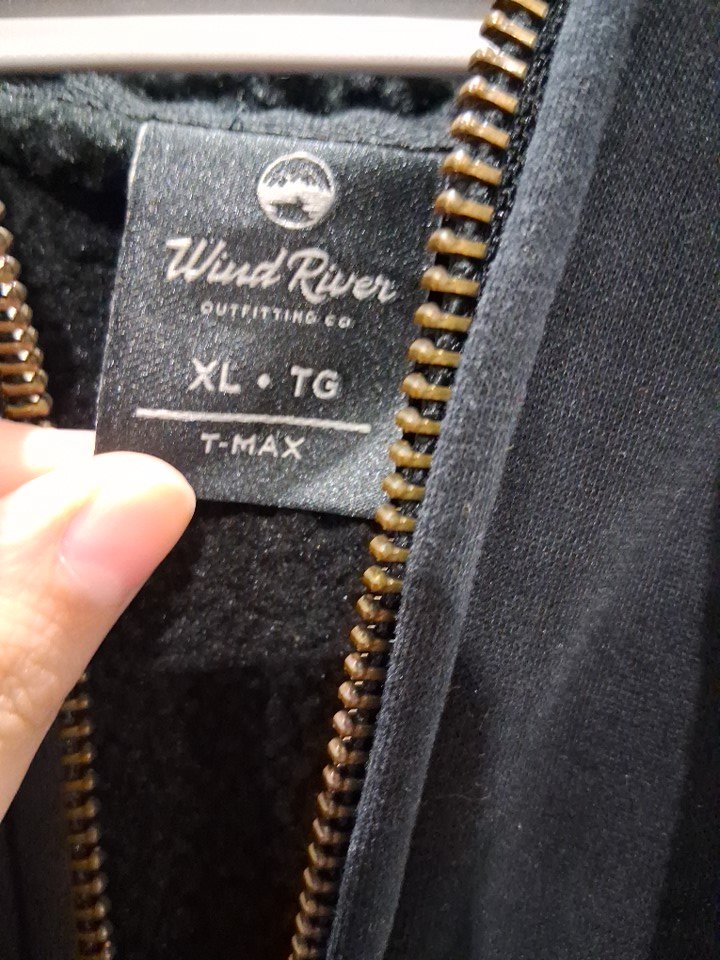 Wind River
OUTFITTING CO
XL • TG
T-MAX